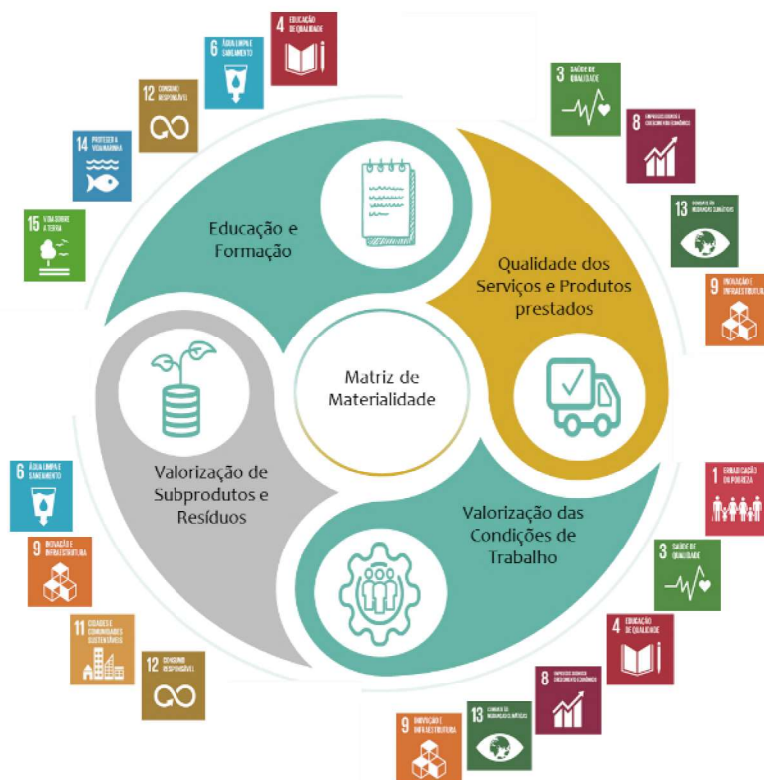 4 EDUCAÇÃO
DE QUALIDADE
6 ÁGUA LIMPA E
SANEAMENTO
12 CONSUMO
RESPONSÁVEL
14 PROTEGER A
VIDA MARINHA
15 VIDA SOBRE
A TERRA
3 SAÚDE DE
QUALIDADE
8
13
9 INOVAÇÃO E
INFRAESTRUTURA
Educação e
Formação
Qualidade dos
Serviços e Produtos
prestados
Matriz de
Materialidade
Valorização de
Subprodutos e
Resíduos
Valorização das
Condições de
Trabalho
6 ÁGUA LIMPA E
SANEAMENTO
9 INOVAÇÃO E
INFRAESTRUTURA
11 CIDADES E
COMUNIDADES
SUSTENTÁVEIS
12 CONSUMO
RESPONSÁVEL
1 ERRADICAÇÃO
DA POBREZA
3 SAÚDE DE
QUALIDADE
4 EDUCAÇÃO
DE QUALIDADE
8
13
9 INOVAÇÃO E
INFRAESTRUTURA